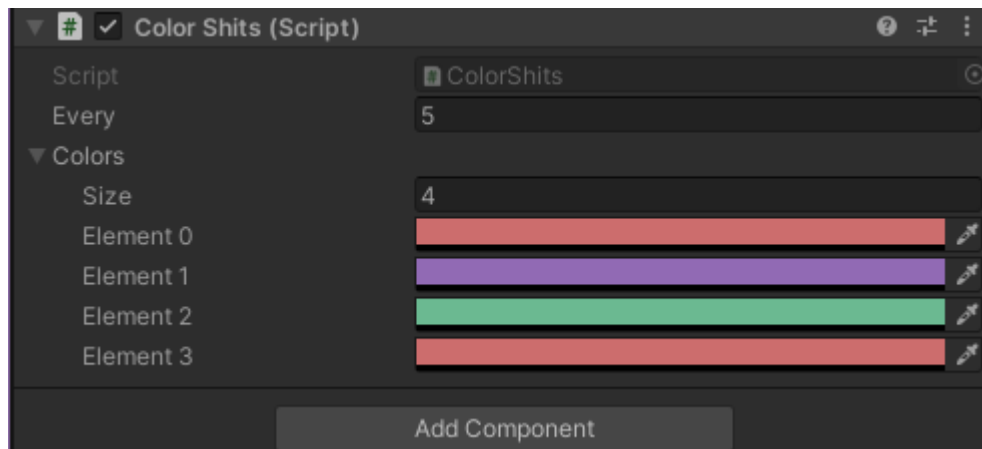 Color Shits (Script)
Script ColorShits
Every 5
Colors
Size 4
Element 0
Element 1
Element 2
Element 3
Add Component